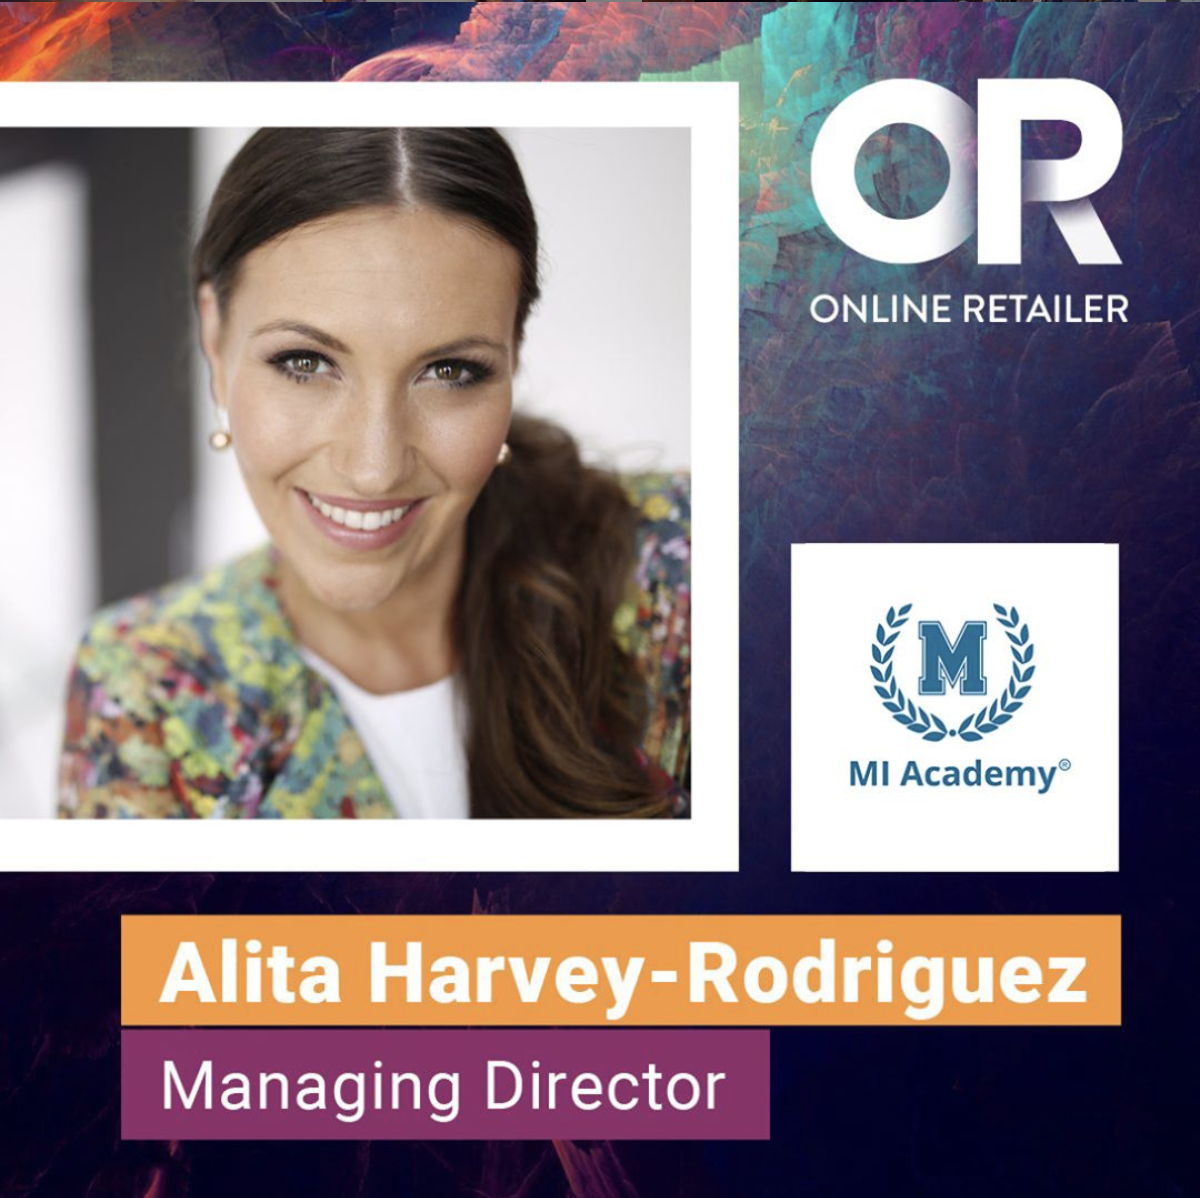 OR
ONLINE RETAILER
M
MI Academy®
Alita Harvey-Rodriguez
Managing Director